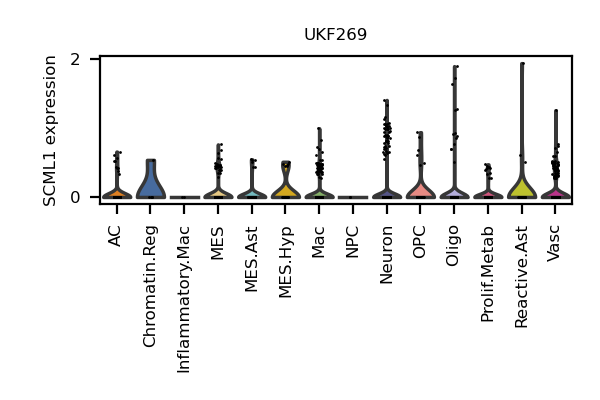 UKF269
SCIML1 expression
2
0
AC
Chromatin.Reg
Inflammatory.Mac
MES
MES.Ast
MES.Hyp
Mac
NPC
Neuron
OPC
Oligo
Prolif.Metab
Reactive.Ast
Vasc